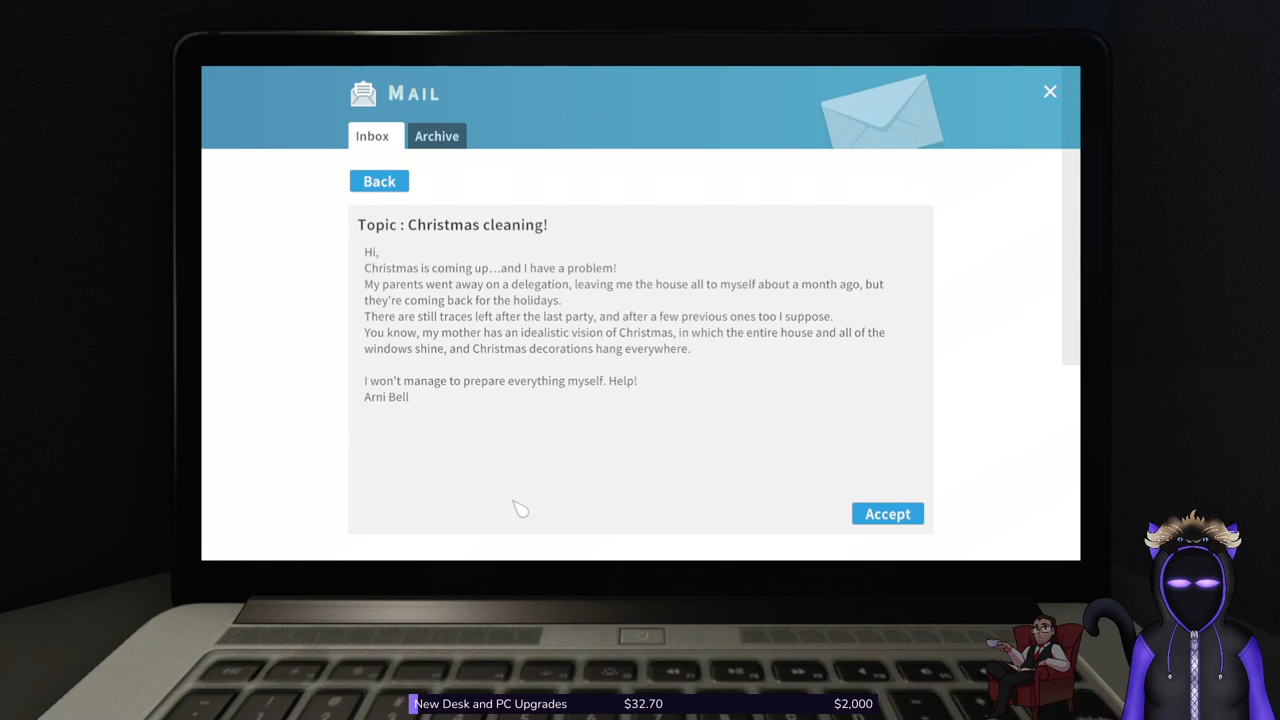 MAIL
Inbox
Archive
Back
Topic : Christmas cleaning!
Hi,
Christmas is coming up...and I have a problem!
My parents went away on a delegation, leaving me the house all to myself about a month ago, but
they're coming back for the holidays.
There are still traces left after the last party, and after a few previous ones too I suppose.
You know, my mother has an idealistic vision of Christmas, in which the entire house and all of the
windows shine, and Christmas decorations hang everywhere.
I won't manage to prepare everything myself. Help!
Arni Bell
Accept
New Desk and PC Upgrades $32.70 $2,000